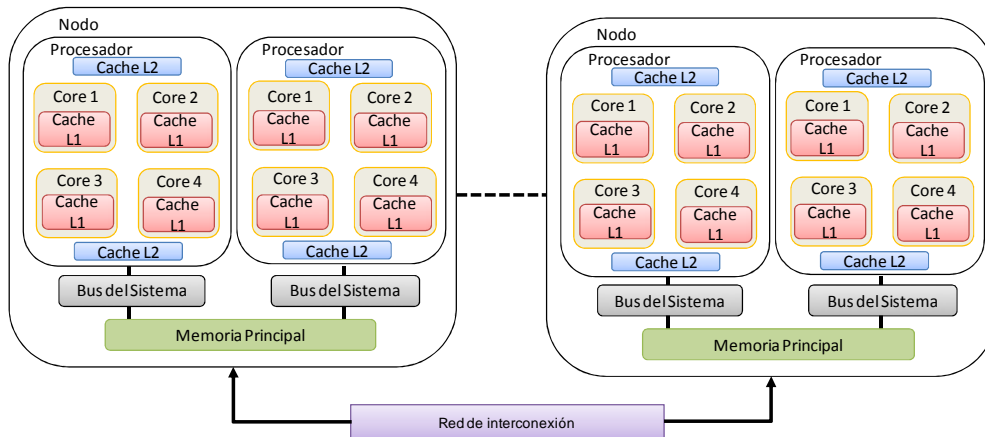 Nodo
Procesador
Procesador
Cache L2
Cache L2
Core 1
Cache
L1
Core 2
Cache
L1
Core 1
Cache
L1
Core 2
Cache
L1
Core 3
Cache
L1
Core 4
Cache
L1
Core 3
Cache
L1
Core 4
Cache
L1
Cache L2
Cache L2
Bus del Sistema
Bus del Sistema
Memoria Principal
Nodo
Procesador
Procesador
Cache L2
Cache L2
Core 1
Cache
L1
Core 2
Cache
L1
Core 1
Cache
L1
Core 2
Cache
L1
Core 3
Cache
L1
Core 4
Cache
L1
Core 3
Cache
L1
Core 4
Cache
L1
Cache L2
Cache L2
Bus del Sistema
Bus del Sistema
Memoria Principal
Red de interconexión